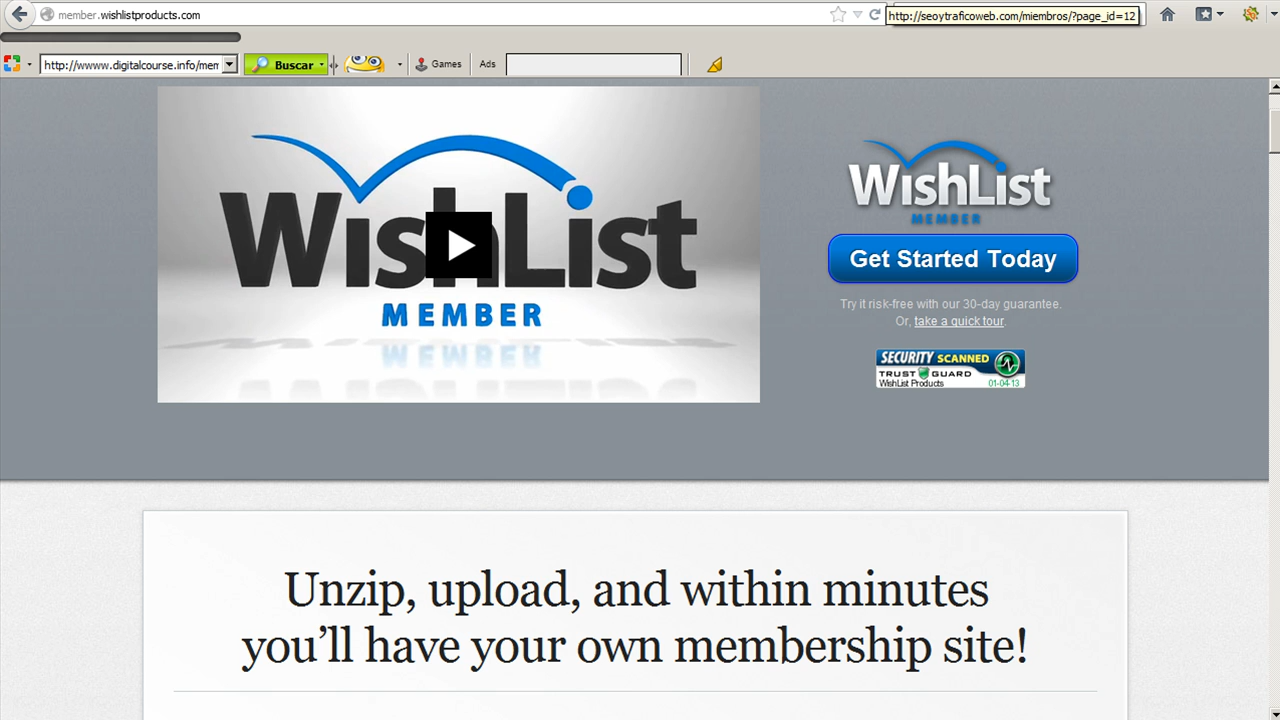 member.wishlistproducts.com
http://seoytraficoweb.com/miembros/?page_id=12
http://wwww.digitalcourse.info/mem
Buscar
Games
Ads
WishList
MEMBER
WishList
MEMBER
Get Started Today
Try it risk-free with our 30-day guarantee.
Or, take a quick tour.
SECURITY SCANNED
TRUST GUARD
WishList Products 01-04-13
Unzip, upload, and within minutes
you’ll have your own membership site!